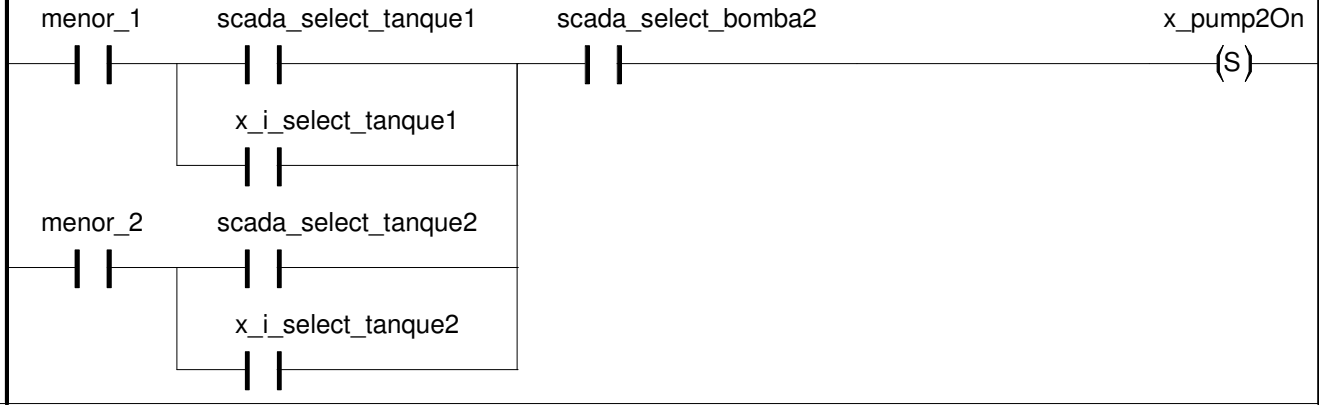 menor_1 scada_select_tanque1 scada_select_bomba2 x_pump2On
S
x_i_select_tanque1
menor_2 scada_select_tanque2
x_i_select_tanque2